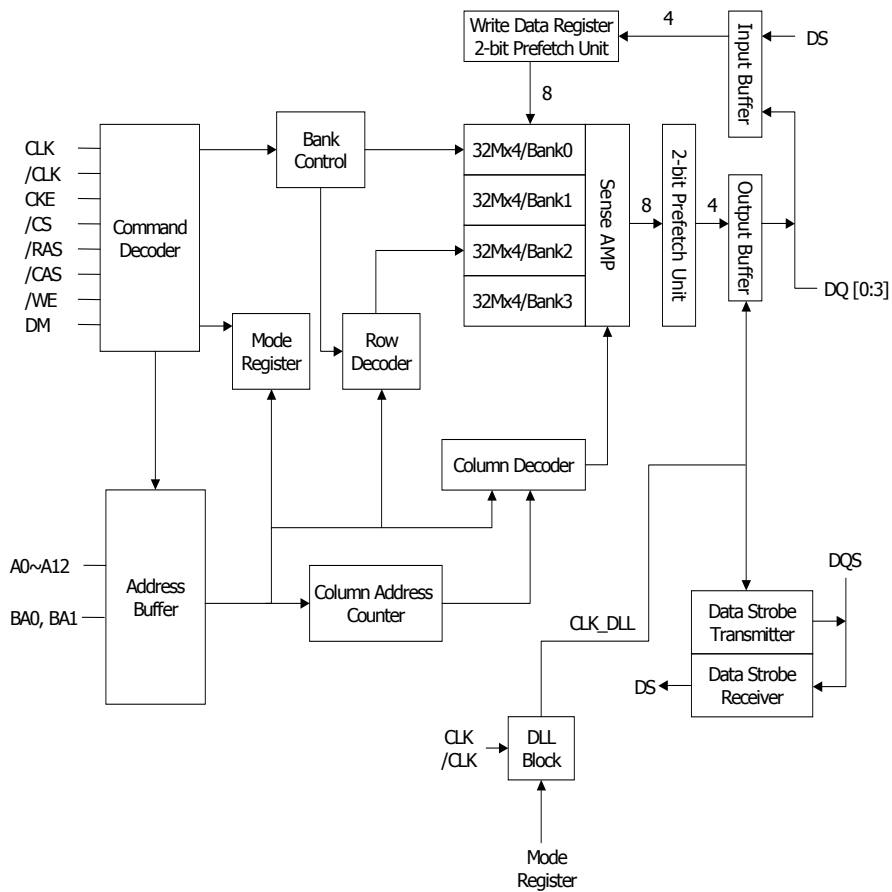 Write Data Register
2-bit Prefetch Unit
4
Input Buffer
DS
8
Bank
Control
CLK
/CLK
CKE
/CS
/RAS
/CAS
/WE
DM
Command
Decoder
32Mx4/Bank0
32Mx4/Bank1
32Mx4/Bank2
32Mx4/Bank3
Sense AMP
8
2-bit Prefetch Unit
4
Output Buffer
DQ [0:3]
Mode
Register
Row
Decoder
Column Decoder
A0~A12
BA0, BA1
Address
Buffer
Column Address
Counter
CLK_DLL
DQS
Data Strobe
Transmitter
Data Strobe
Receiver
DS
CLK
/CLK
DLL
Block
Mode
Register